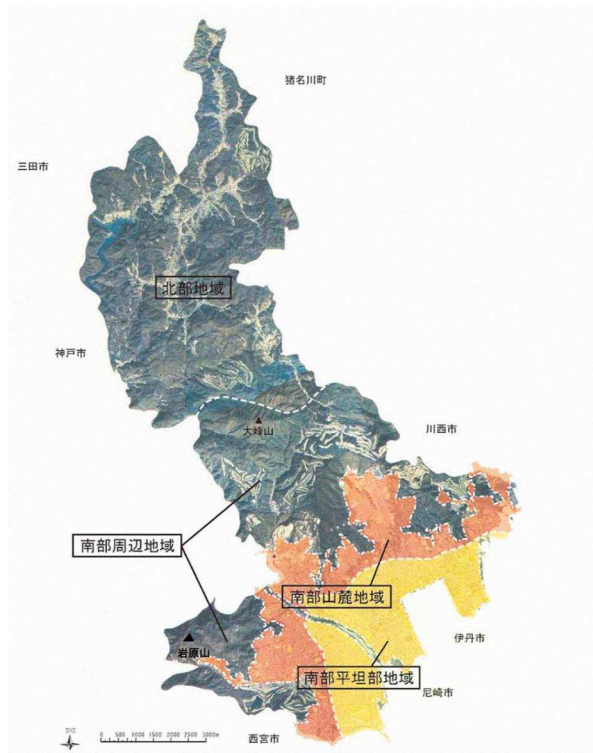 猪名川町
三田市
北部地域
神戸市
大峰山
川西市
南部周辺地域
南部山麓地域
岩原山
伊丹市
南部平坦部地域
尼崎市
西宮市
0 500 1000 1500 2000 2500 3000m